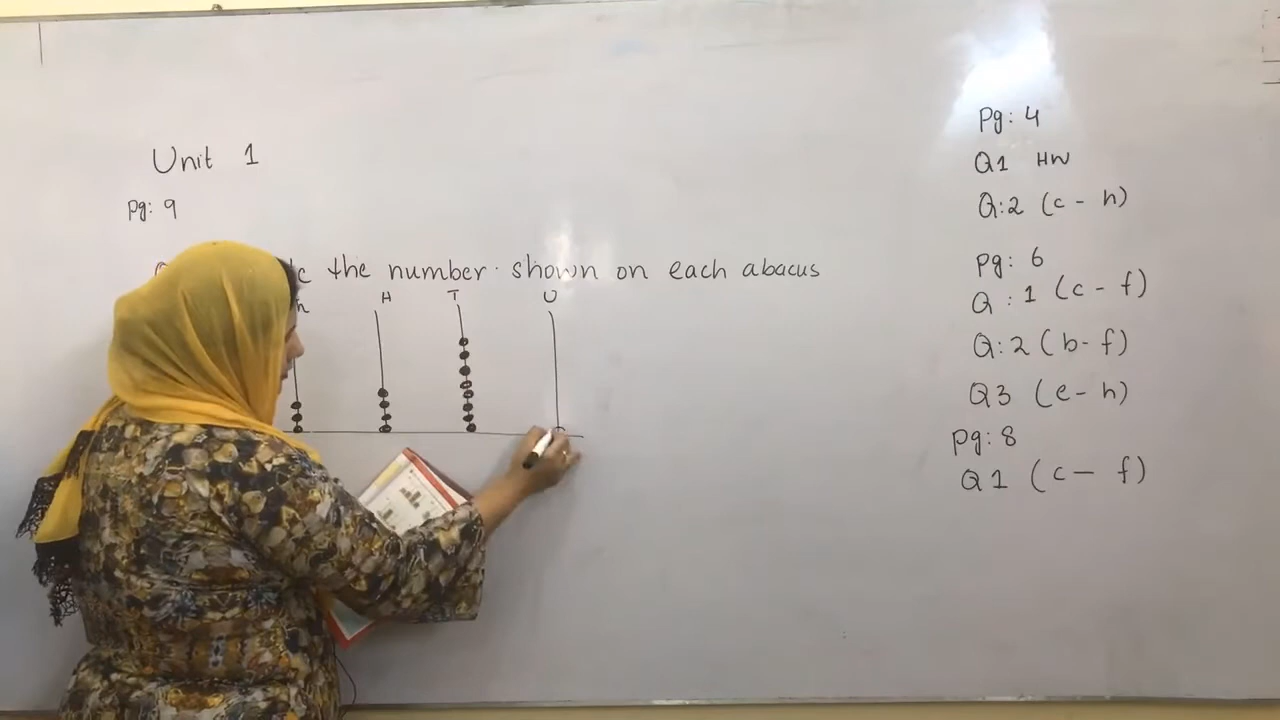 Unit 1
Pg: 9
the number shown on each abacus
H T U
Pg: 4
Q1 HW
Q:2 (c - h)
Pg: 6
Q:1 (c - f)
Q:2 (b - f)
Q3 (e - h)
Pg: 8
Q1 (c - f)